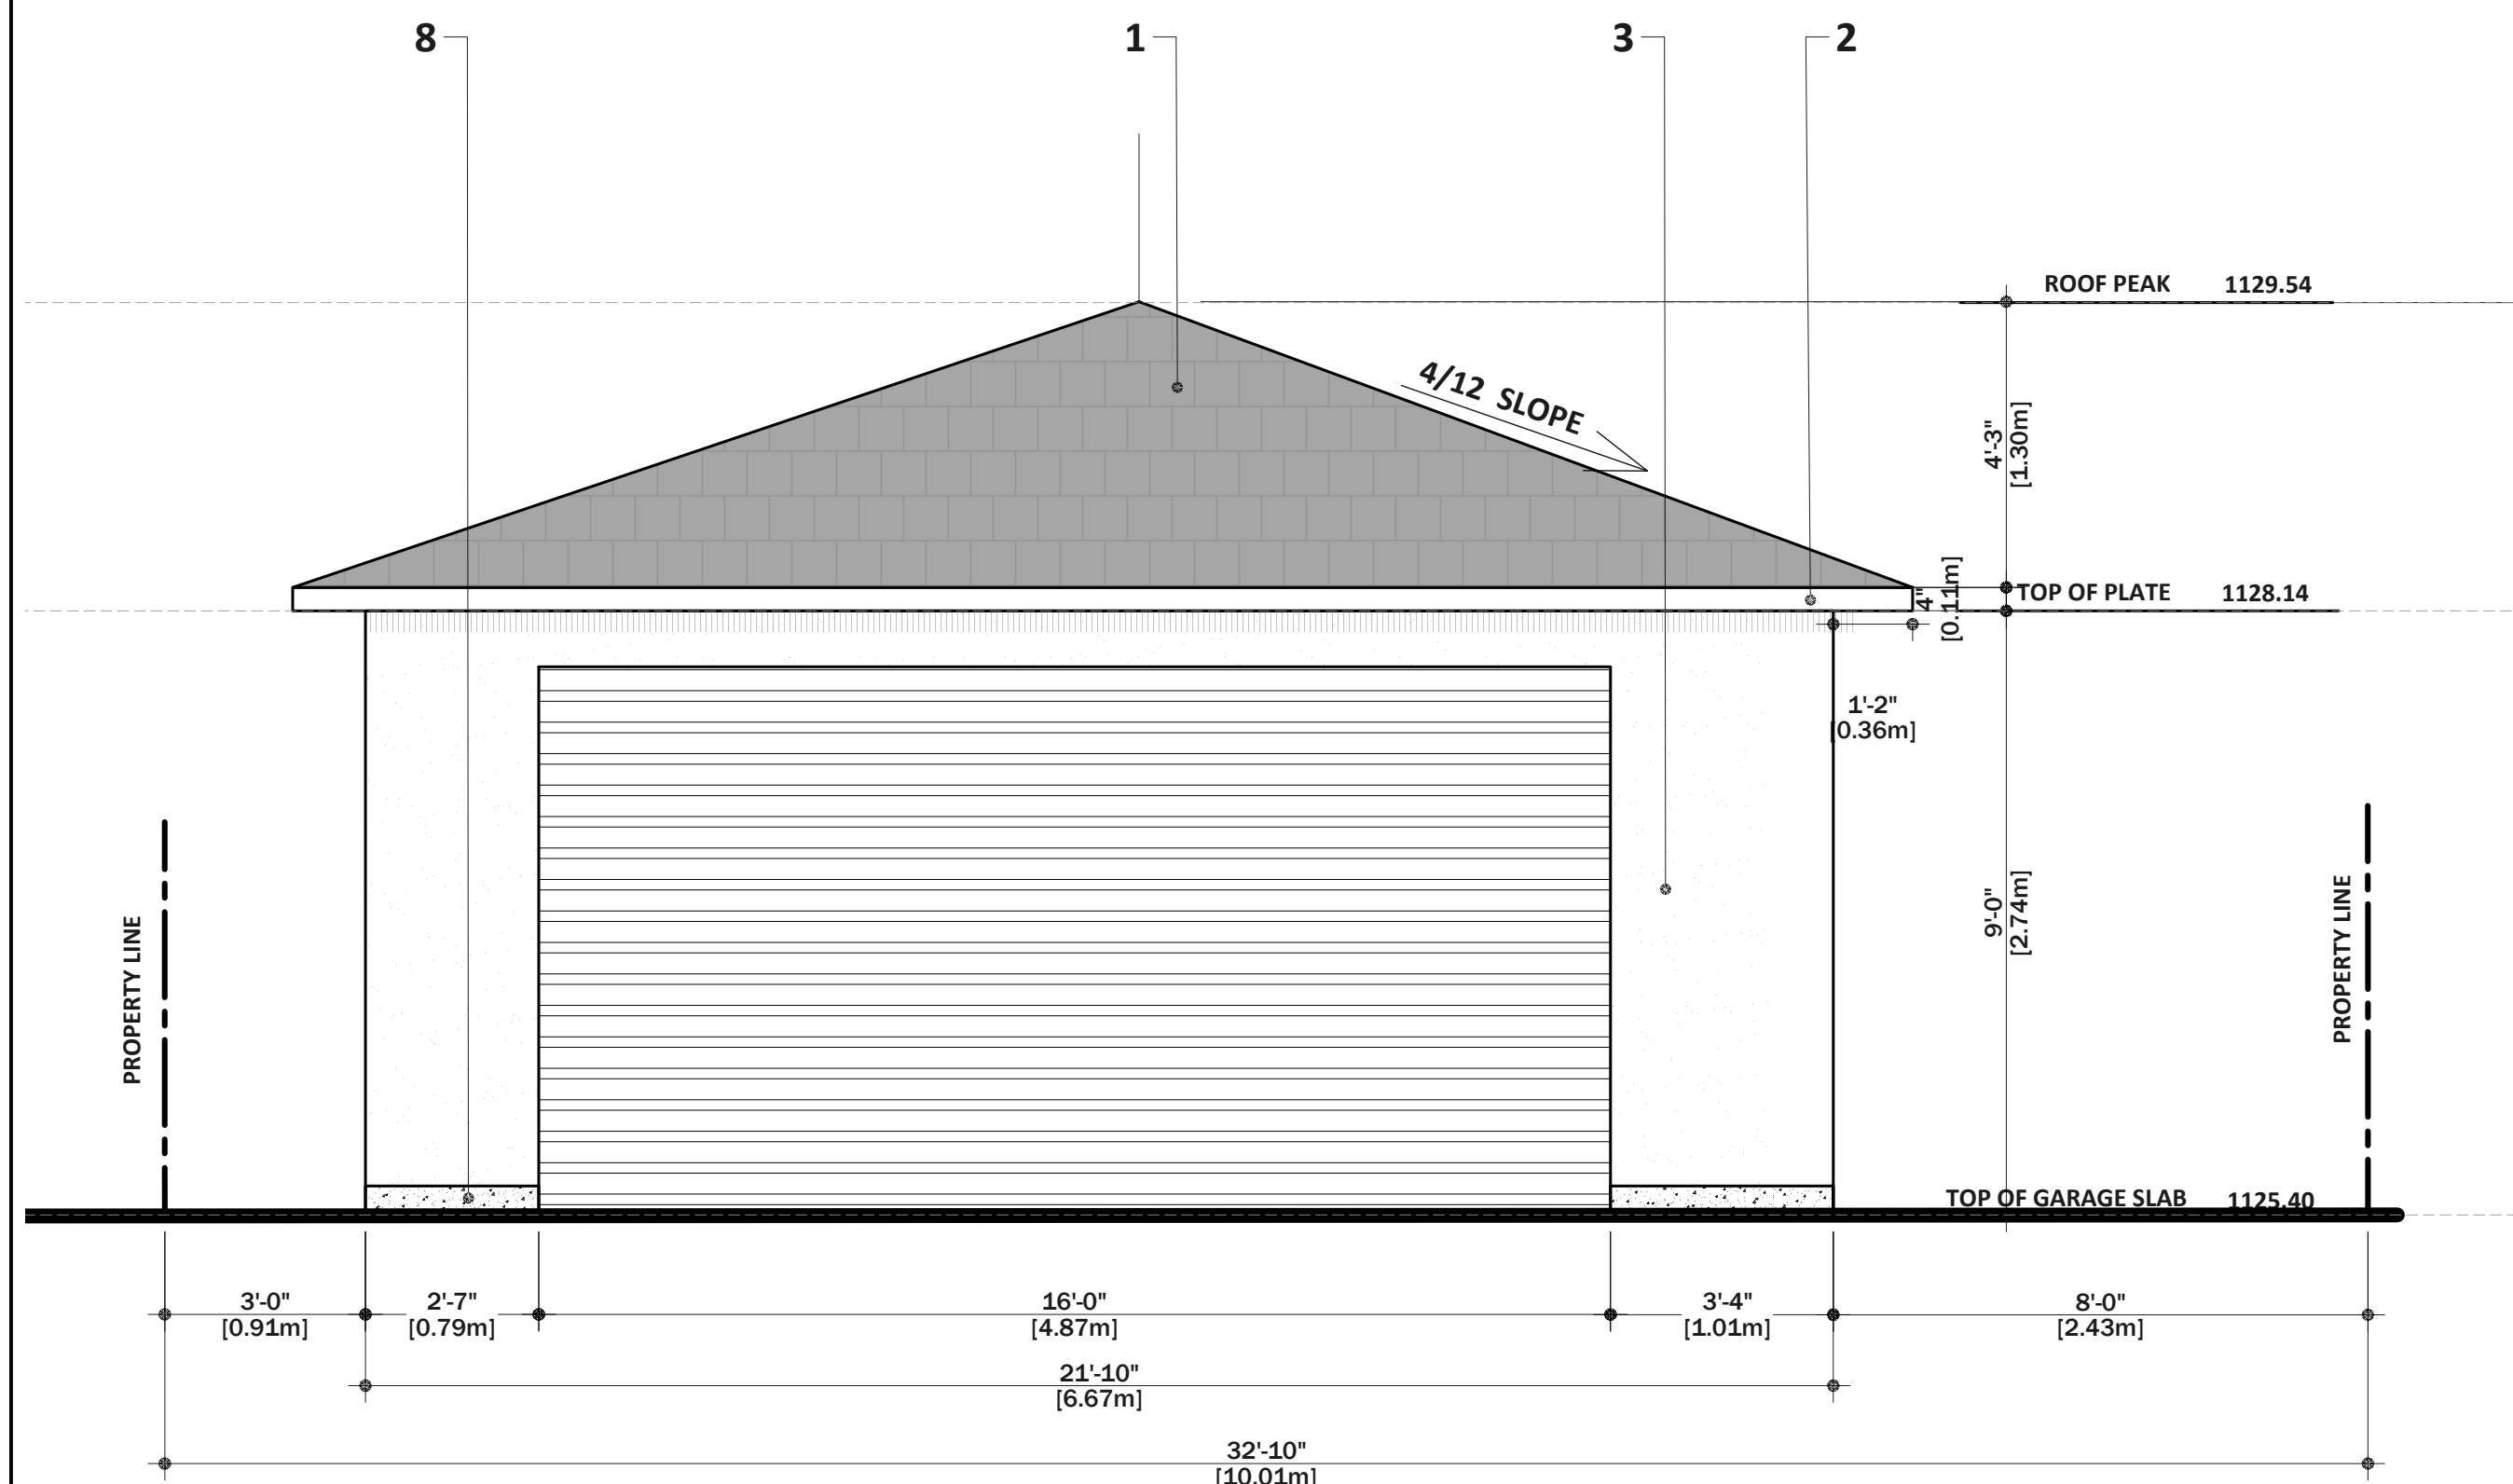 8
1
3
2
ROOF PEAK 1129.54
4/12 SLOPE
4'-3"
[1.30m]
TOP OF PLATE 1128.14
4"
[0.11m]
1'-2"
[0.36m]
9'-0"
[2.74m]
PROPERTY LINE
PROPERTY LINE
TOP OF GARAGE SLAB 1125.40
3'-0"
[0.91m]
2'-7"
[0.79m]
16'-0"
[4.87m]
3'-4"
[1.01m]
8'-0"
[2.43m]
21'-10"
[6.67m]
32'-10"
[10.01m]